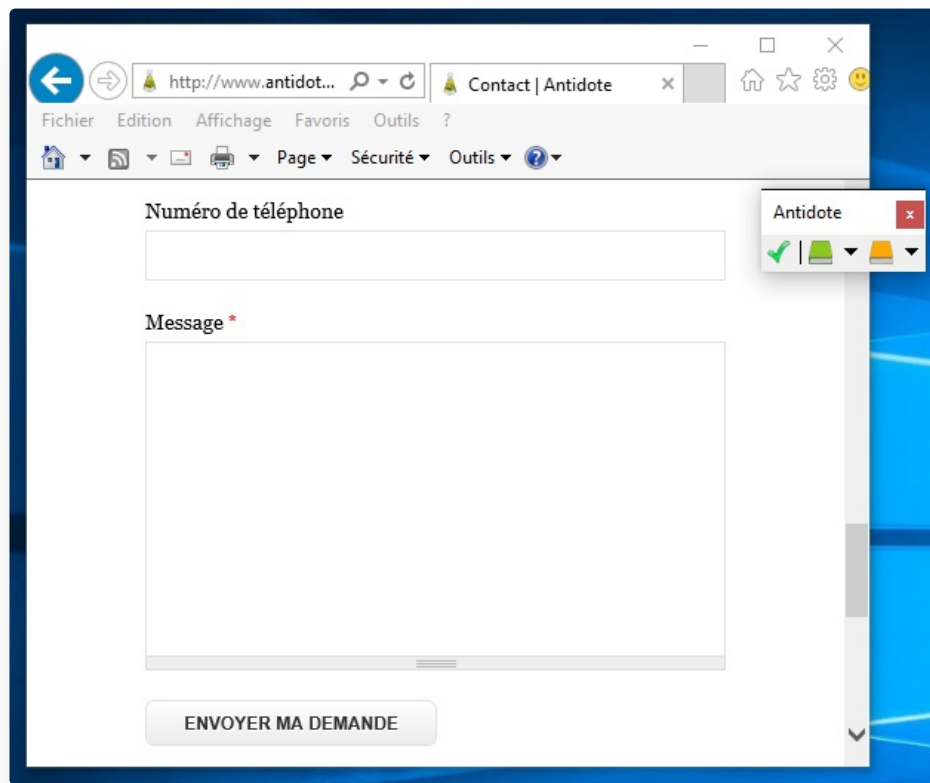 http://www.antidot...
Contact | Antidote
Fichier Edition Affichage Favoris Outils ?
Page Sécurité Outils
Numéro de téléphone
Antidote
Message *
ENVOYER MA DEMANDE